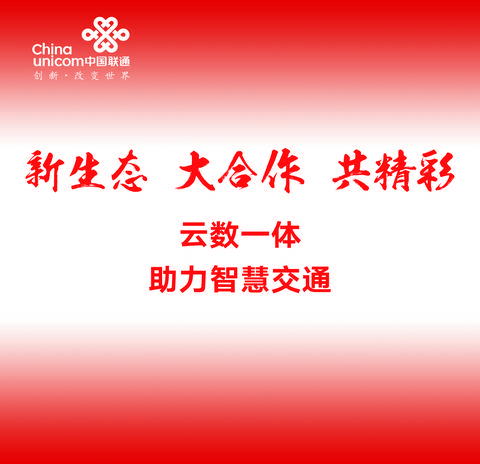 China
unicom中国联通
创新·改变世界
新生态 大合作 共精彩
云数一体
助力智慧交通